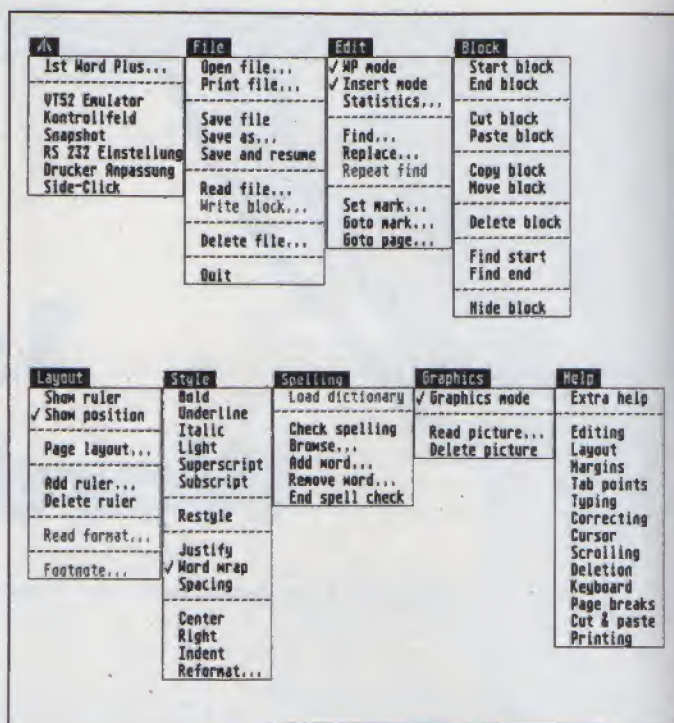 1st Word Plus...
VT52 Emulator
Kontrollfeld
Snapshot
RS 232 Einstellung
Drucker Anpassung
Side-Click
File
Open file...
Print file...
Save file
Save as...
Save and resume
Read file...
Write block...
Delete file...
Quit
Edit
✓ WP mode
✓ Insert mode
Statistics...
Find...
Replace...
Repeat find
Set mark...
Goto mark...
Goto page...
Block
Start block
End block
Cut block
Paste block
Copy block
Move block
Delete block
Find start
Find end
Hide block
Layout
Show ruler
✓ Show position
Page layout...
Add ruler...
Delete ruler
Read format...
Footnote...
Style
Bold
Underline
Italic
Light
Superscript
Subscript
Restyle
Justify
✓ Word wrap
Spacing
Center
Right
Indent
Reformat...
Spelling
Load dictionary
Check spelling
Browse...
Add word...
Remove word...
End spell check
Graphics
✓ Graphics mode
Read picture...
Delete picture
Help
Extra help
Editing
Layout
Margins
Tab points
Typing
Correcting
Cursor
Scrolling
Deletion
Keyboard
Page breaks
Cut & paste
Printing